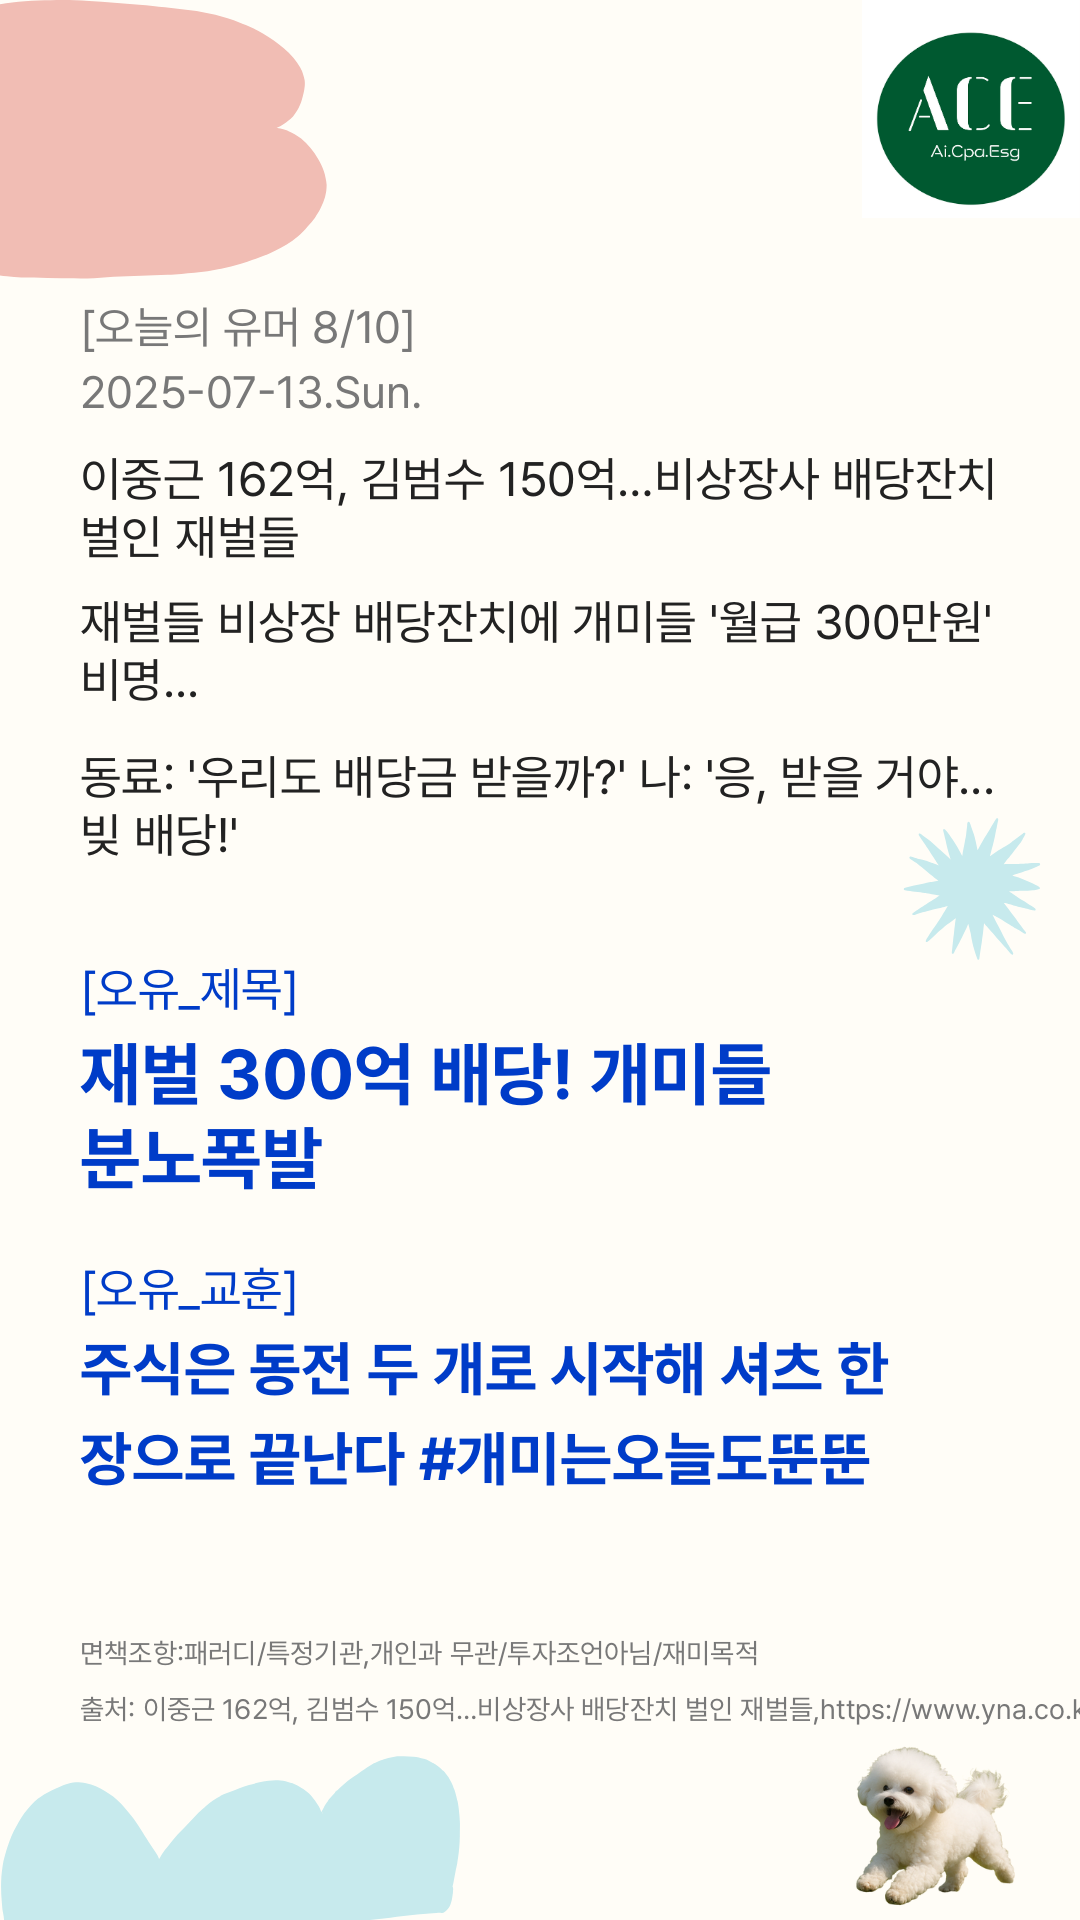 ACE
Ai.Cpa.Esg
[오늘의 유머 8/10]
2025-07-13.Sun.
이중근 162억, 김범수 150억...비상장사 배당잔치
벌인 재벌들
재벌들 비상장 배당잔치에 개미들 '월급 300만원'
비명...
동료: '우리도 배당금 받을까?' 나: '응, 받을 거야...
빚 배당!'
[오유_제목]
재벌 300억 배당! 개미들
분노폭발
[오유_교훈]
주식은 동전 두 개로 시작해 셔츠 한
장으로 끝난다 #개미는오늘도뚠뚠
면책조항:패러디/특정기관,개인과 무관/투자조언아님/재미목적
출처: 이중근 162억, 김범수 150억...비상장사 배당잔치 벌인 재벌들,https://www.yna.co.k